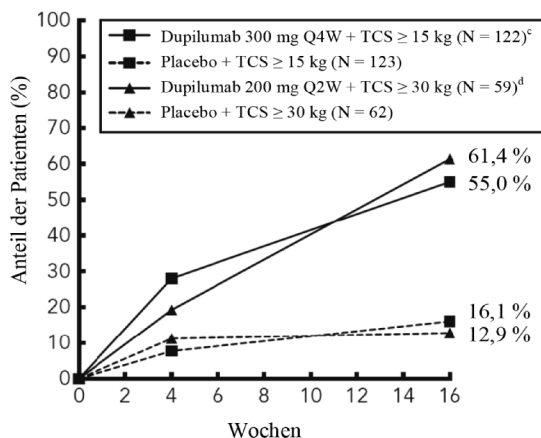 Dupilumab 300 mg Q4W + TCS ≥ 15 kg (N = 122)c
Placebo + TCS ≥ 15 kg (N = 123)
Dupilumab 200 mg Q2W + TCS ≥ 30 kg (N = 59)d
Placebo + TCS ≥ 30 kg (N = 62)
Anteil der Patienten (%)
100
90
80
70
60
50
40
30
20
10
0
61,4 %
55,0 %
16,1 %
12,9 %
0 2 4 6 8 10 12 14 16
Wochen